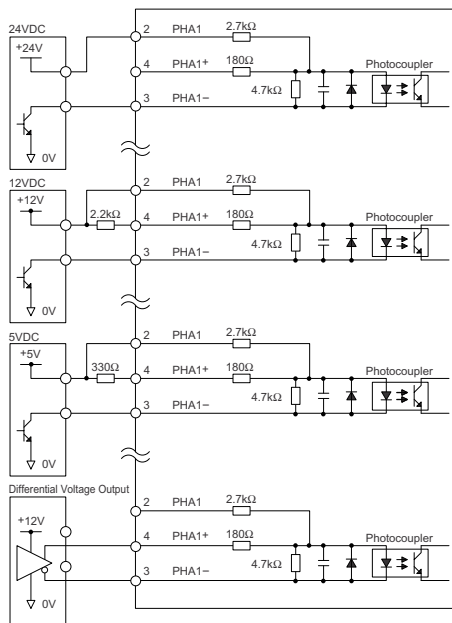 24VDC
+24V
0V
2 PHA1 2.7kΩ
4 PHA1+ 180Ω
3 PHA1−
4.7kΩ
Photocoupler
12VDC
+12V
2.2kΩ
0V
2 PHA1 2.7kΩ
4 PHA1+ 180Ω
3 PHA1−
4.7kΩ
Photocoupler
5VDC
+5V
330Ω
0V
2 PHA1 2.7kΩ
4 PHA1+ 180Ω
3 PHA1−
4.7kΩ
Photocoupler
Differential Voltage Output
+12V
0V
2 PHA1 2.7kΩ
4 PHA1+ 180Ω
3 PHA1−
4.7kΩ
Photocoupler